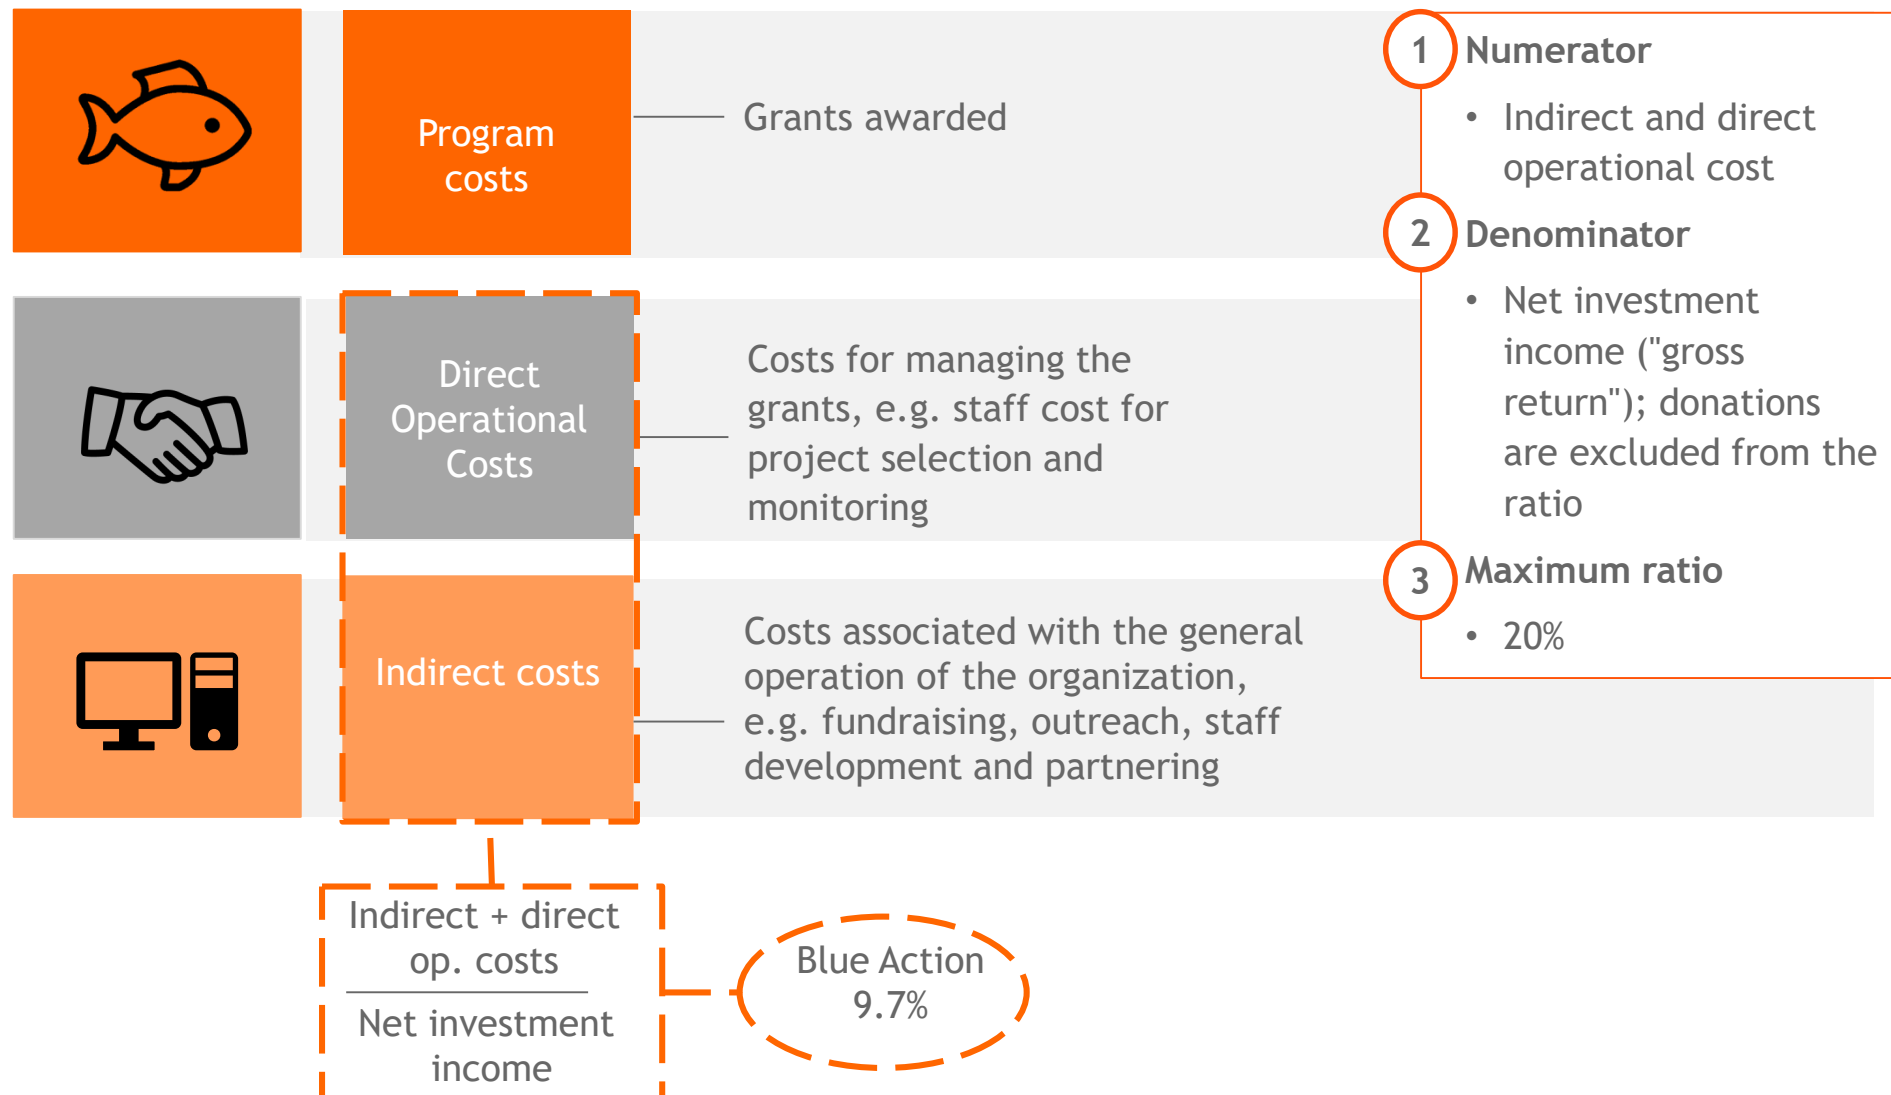 Program
costs
Grants awarded
Direct
Operational
Costs
Costs for managing the
grants, e.g. staff cost for
project selection and
monitoring
Indirect costs
Costs associated with the general
operation of the organization,
e.g. fundraising, outreach, staff
development and partnering
1 Numerator
• Indirect and direct
operational cost
2 Denominator
• Net investment
income ("gross
return"); donations
are excluded from the
ratio
3 Maximum ratio
• 20%
Indirect + direct
op. costs
Net investment
income
Blue Action
9.7%